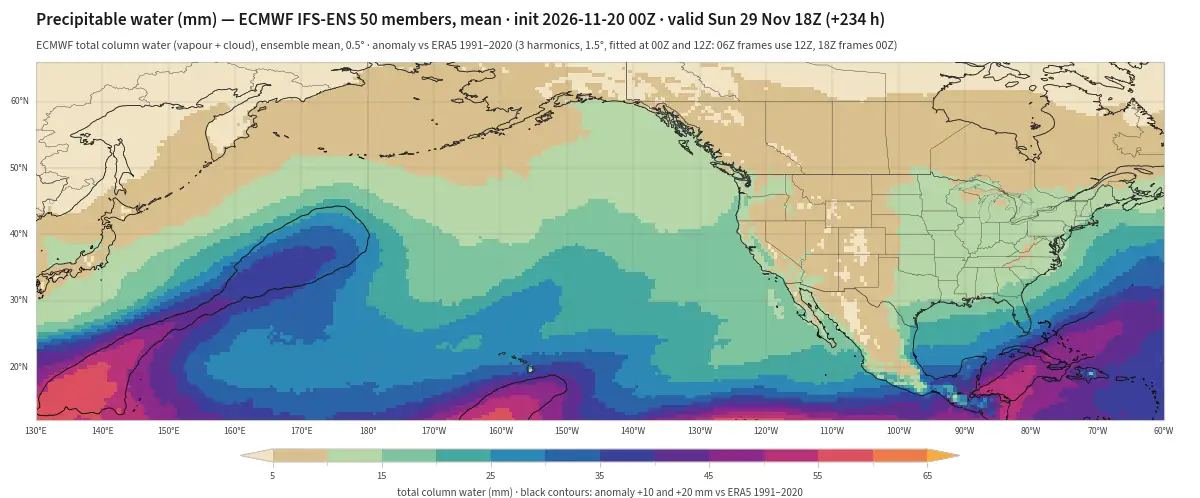 Precipitable water (mm) — ECMWF IFS-ENS 50 members, mean · init 2026-11-20 00Z · valid Sun 29 Nov 18Z (+234 h)
ECMWF total column water (vapour + cloud), ensemble mean, 0.5° · anomaly vs ERA5 1991–2020 (3 harmonics, 1.5°, fitted at 00Z and 12Z: 06Z frames use 12Z, 18Z frames 00Z)
60°N
50°N
40°N
30°N
20°N
130°E 140°E 150°E 160°E 170°E 180° 170°W 160°W 150°W 140°W 130°W 120°W 110°W 100°W 90°W 80°W 70°W 60°W
5 15 25 35 45 55 65
total column water (mm) · black contours: anomaly +10 and +20 mm vs ERA5 1991–2020